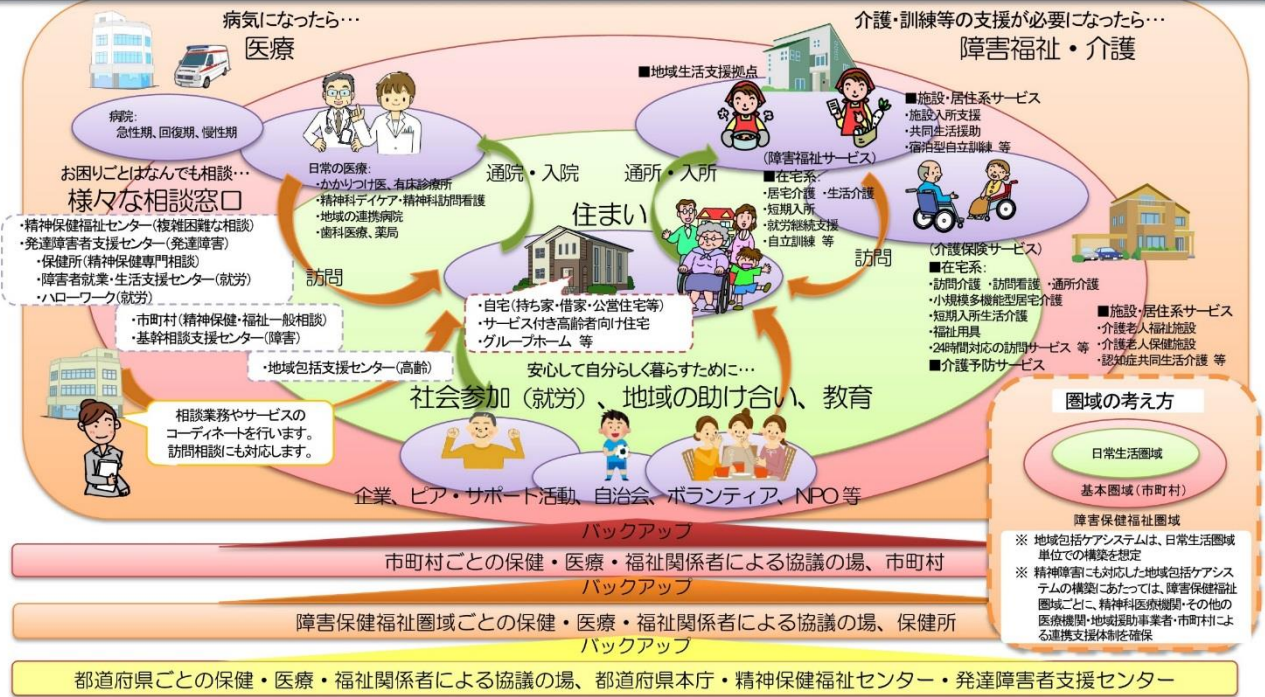 病気になったら…
医療
介護・訓練等の支援が必要になったら…
障害福祉・介護
病院:
急性期、回復期、慢性期
日常の医療:
・かかりつけ医、有床診療所
・精神科デイケア・精神科訪問看護
・地域の連携病院
・歯科医療、薬局
■地域生活支援拠点
■施設・居住系サービス
・施設入所支援
・共同生活援助
・宿泊型自立訓練 等
(障害福祉サービス)
■在宅系:
・居宅介護 ・生活介護
・短期入所
・就労継続支援
・自立訓練 等
通院・入院
通所・入所
訪問
訪問
住まい
・自宅(持ち家・借家・公営住宅等)
・サービス付き高齢者向け住宅
・グループホーム 等
お困りごとはなんでも相談…
様々な相談窓口
・精神保健福祉センター(複雑困難な相談)
・発達障害者支援センター(発達障害)
・保健所(精神保健専門相談)
・障害者就業・生活支援センター(就労)
・ハローワーク(就労)
・市町村(精神保健・福祉一般相談)
・基幹相談支援センター(障害)
・地域包括支援センター(高齢)
相談業務やサービスの
コーディネートを行います。
訪問相談にも対応します。
(介護保険サービス)
■在宅系:
・訪問介護 ・訪問看護 ・通所介護
・小規模多機能型居宅介護
・短期入所生活介護
・福祉用具
・24時間対応の訪問サービス 等
■介護予防サービス
■施設・居住系サービス
・介護老人福祉施設
・介護老人保健施設
・認知症共同生活介護 等
安心して自分らしく暮らすために…
社会参加(就労)、地域の助け合い、教育
企業、ピア・サポート活動、自治会、ボランティア、NPO 等
圏域の考え方
日常生活圏域
基本圏域(市町村)
障害保健福祉圏域
※ 地域包括ケアシステムは、日常生活圏域
単位での構築を想定
※ 精神障害にも対応した地域包括ケアシス
テムの構築にあたっては、障害保健福祉
圏域ごとに、精神科医療機関・その他の
医療機関・地域援助事業者・市町村によ
る連携支援体制を確保
バックアップ
市町村ごとの保健・医療・福祉関係者による協議の場、市町村
バックアップ
障害保健福祉圏域ごとの保健・医療・福祉関係者による協議の場、保健所
バックアップ
都道府県ごとの保健・医療・福祉関係者による協議の場、都道府県本庁・精神保健福祉センター・発達障害者支援センター